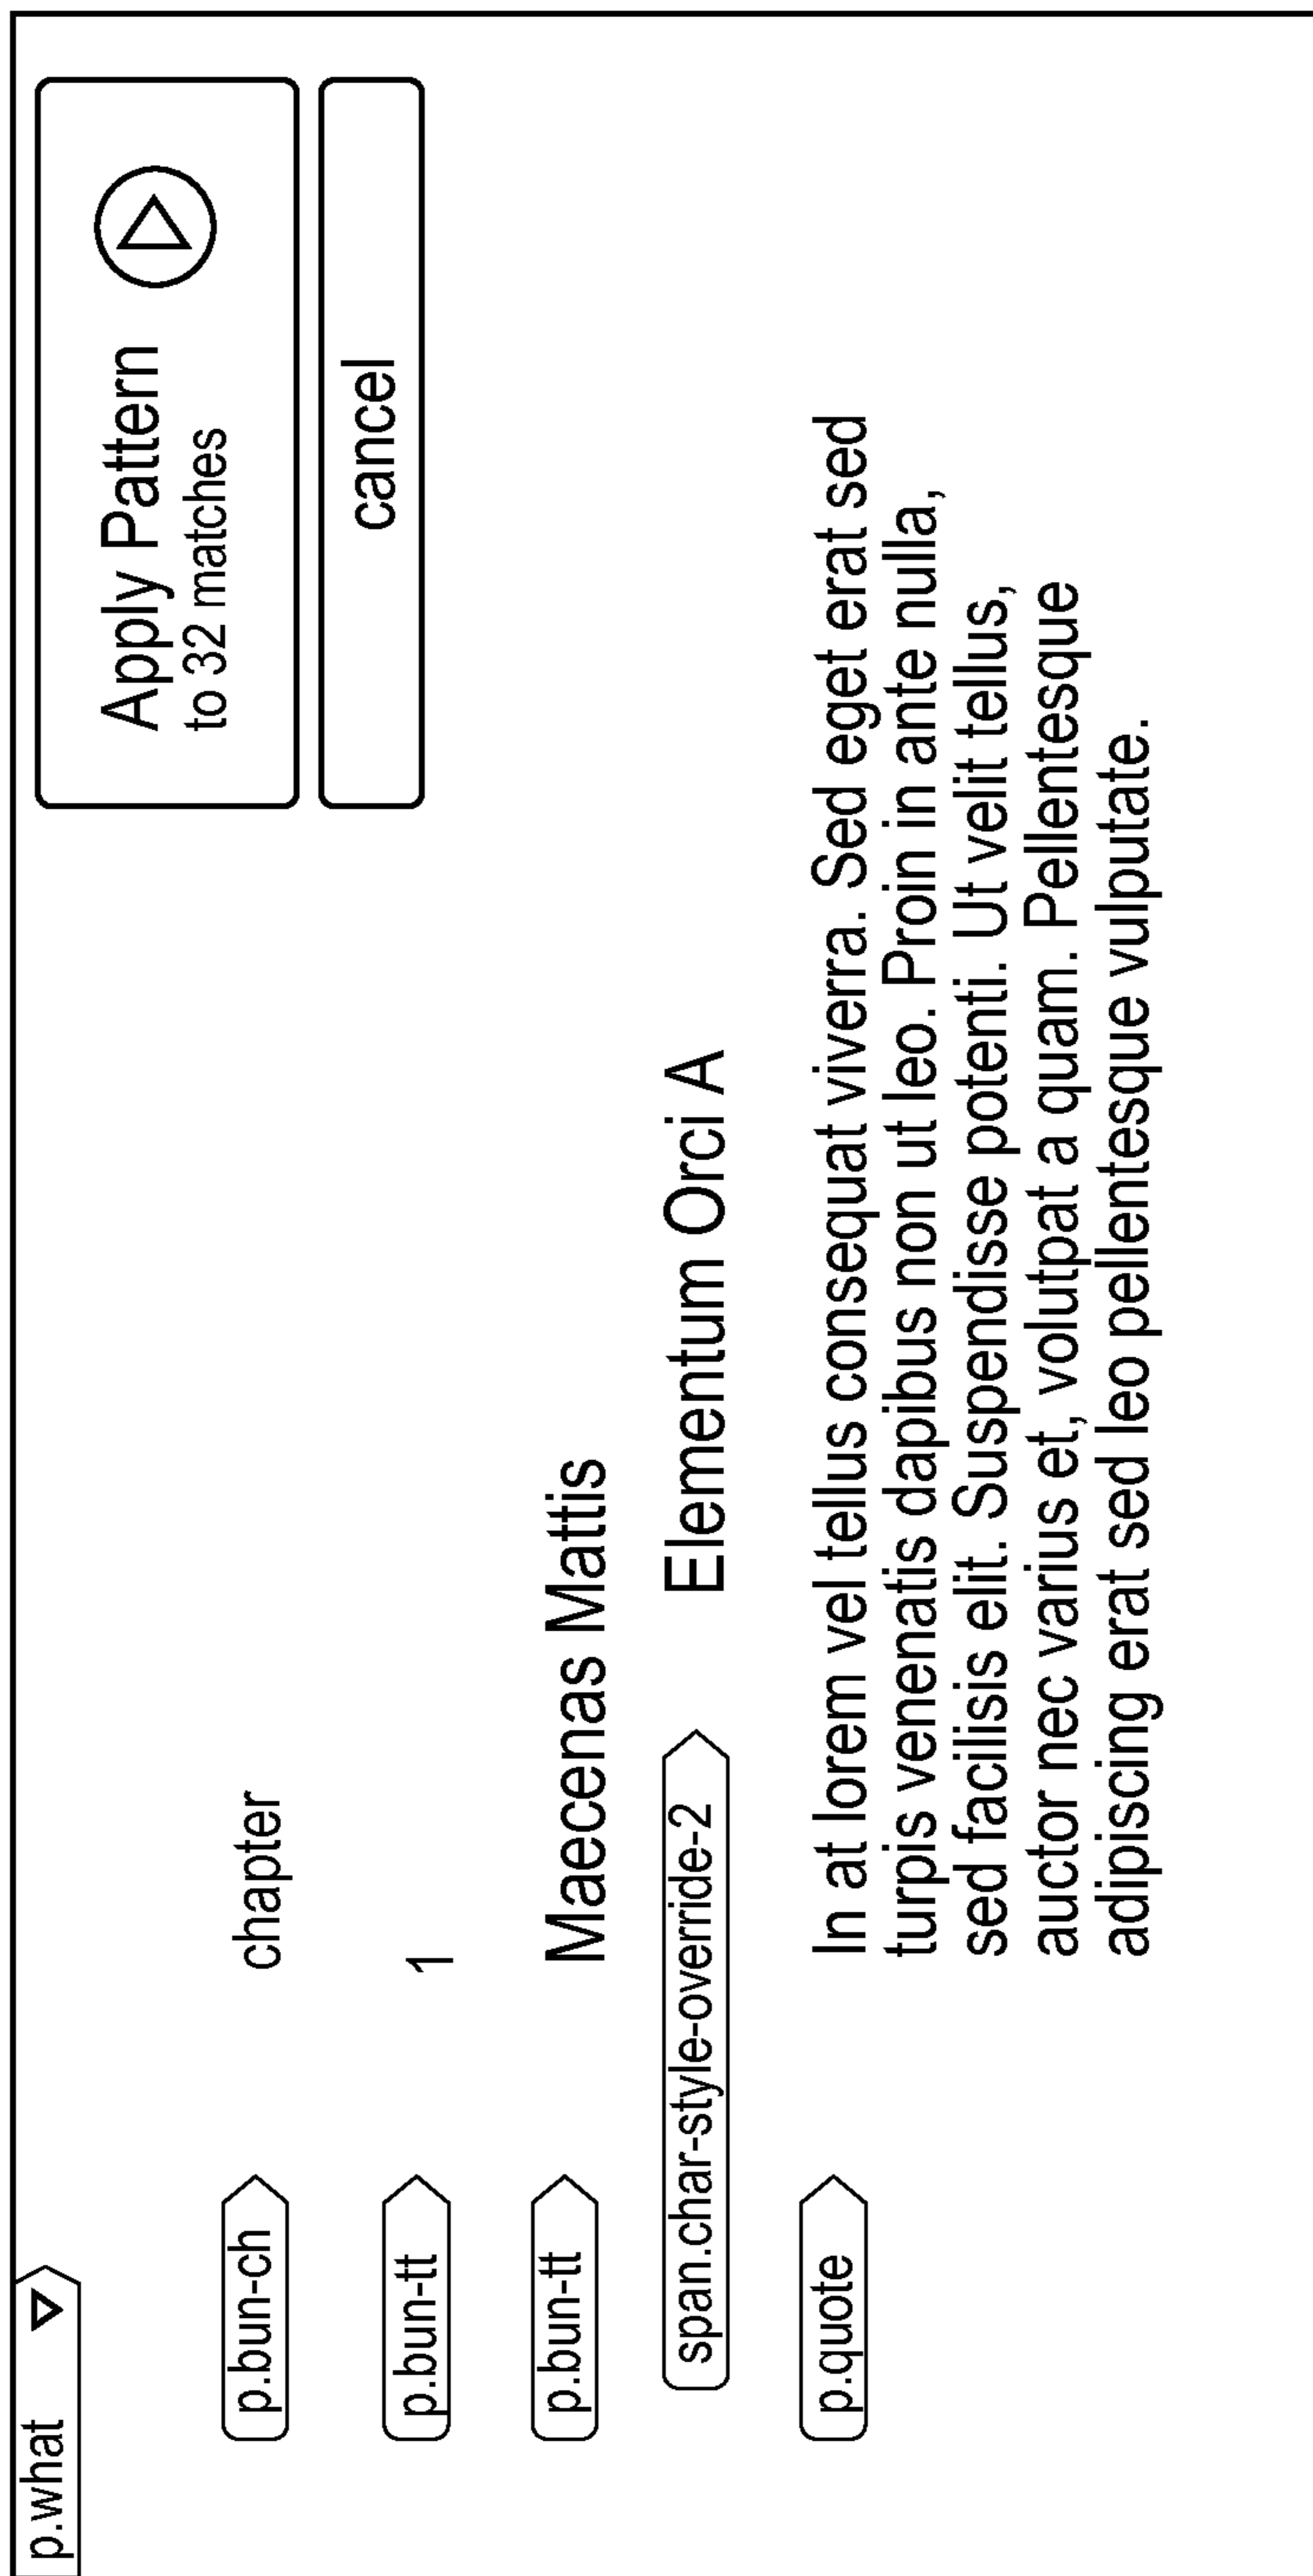 p.what
Apply Pattern
to 32 matches
cancel
p.bun-ch chapter
p.bun-tt 1
p.bun-tt Maecenas Mattis
span.char-style-override-2 Elementum Orci A
p.quote In at lorem vel tellus consequat viverra. Sed eget erat sed
turpis venenatis dapibus non ut leo. Proin in ante nulla,
sed facilisis elit. Suspendisse potenti. Ut velit tellus,
auctor nec varius et, volutpat a quam. Pellentesque
adipiscing erat sed leo pellentesque vulputate.